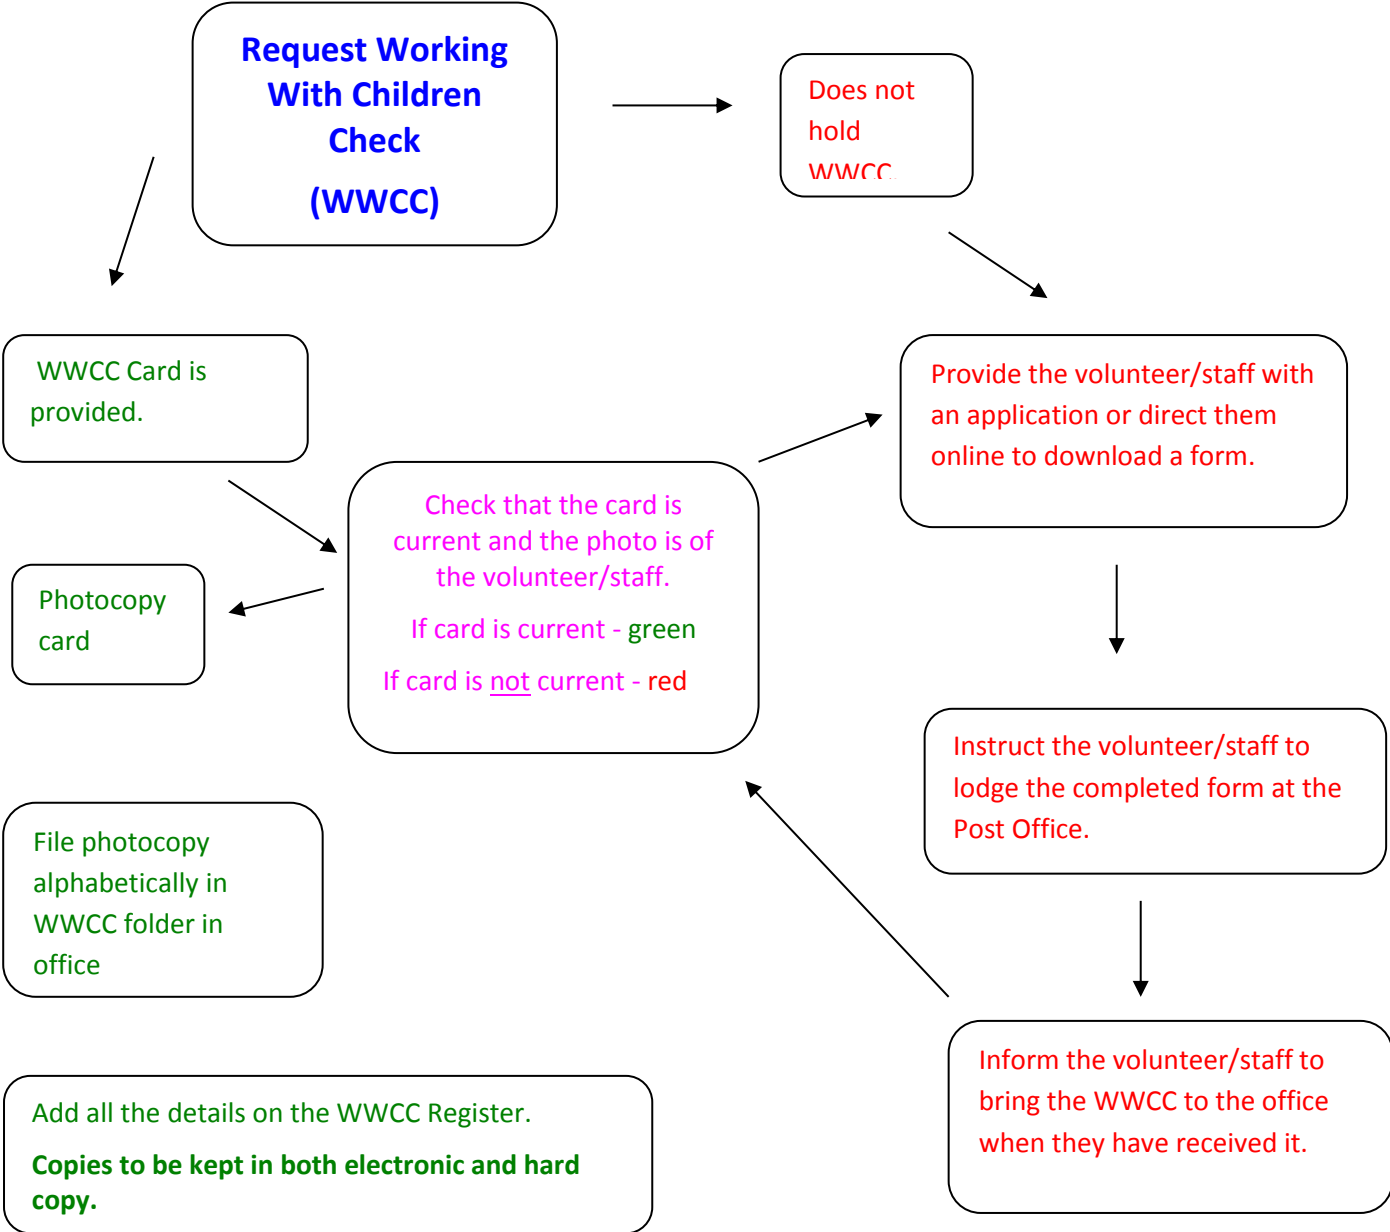 Request Working
With Children
Check
(WWCC)
Does not
hold
WWCC
WWCC Card is
provided.
Provide the volunteer/staff with
an application or direct them
online to download a form.
Check that the card is
current and the photo is of
the volunteer/staff.
If card is current - green
If card is not current - red
Photocopy
card
Instruct the volunteer/staff to
lodge the completed form at the
Post Office.
File photocopy
alphabetically in
WWCC folder in
office
Inform the volunteer/staff to
bring the WWCC to the office
when they have received it.
Add all the details on the WWCC Register.
Copies to be kept in both electronic and hard
copy.